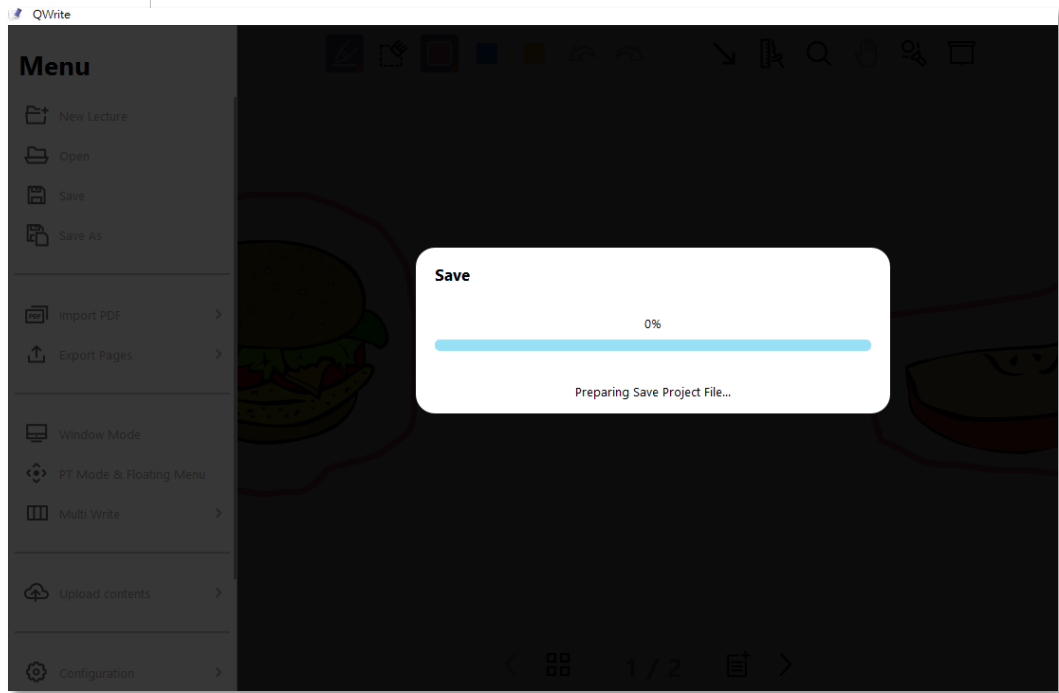 QWrite
Menu
New Lecture
Open
Save
Save As
PDF
Import PDF
Export Pages
Window Mode
PT Mode & Floating Menu
Multi Write
Upload contents
Configuration
Save
0%
Preparing Save Project File...
1 / 2